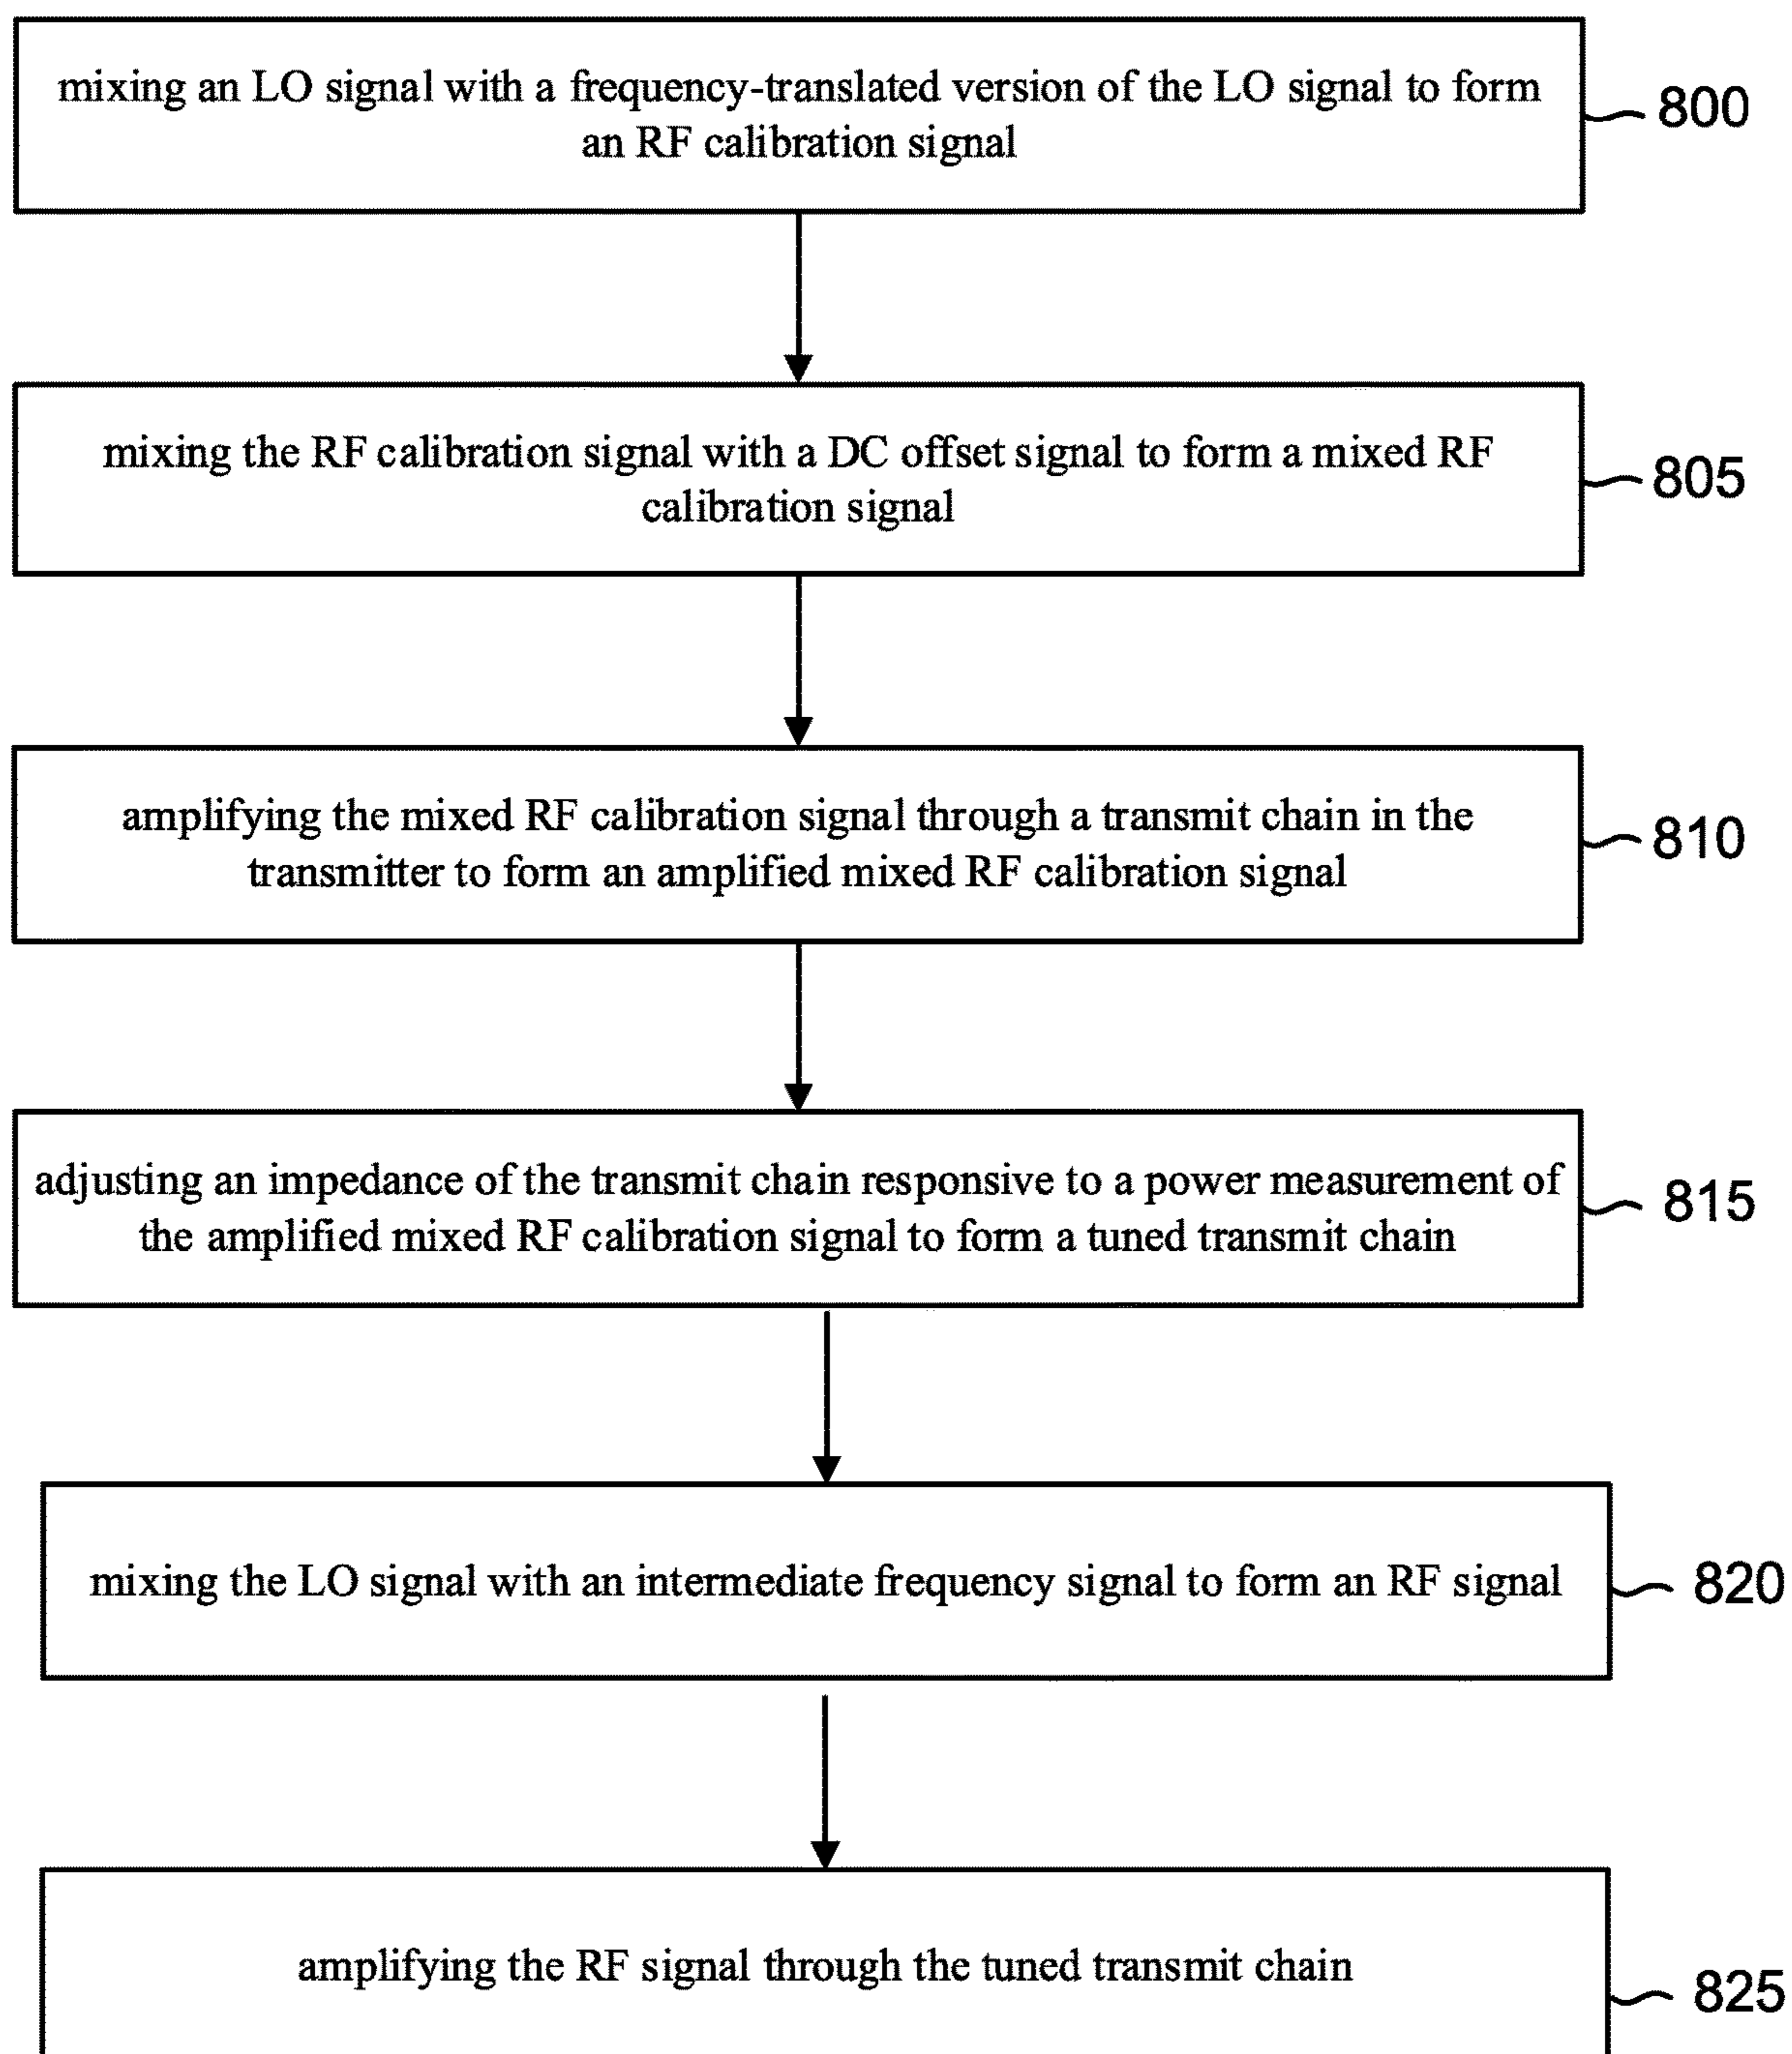 mixing an LO signal with a frequency-translated version of the LO signal to form
an RF calibration signal
800
mixing the RF calibration signal with a DC offset signal to form a mixed RF
calibration signal
805
amplifying the mixed RF calibration signal through a transmit chain in the
transmitter to form an amplified mixed RF calibration signal
810
adjusting an impedance of the transmit chain responsive to a power measurement of
the amplified mixed RF calibration signal to form a tuned transmit chain
815
mixing the LO signal with an intermediate frequency signal to form an RF signal
820
amplifying the RF signal through the tuned transmit chain
825